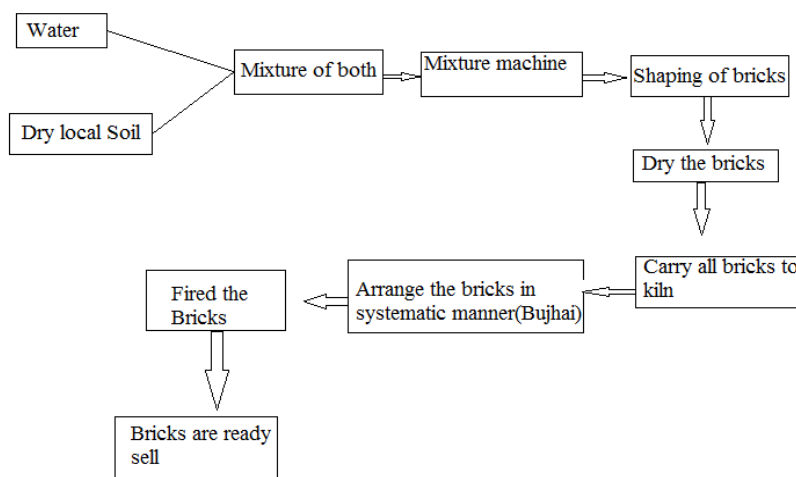 Water
Dry local Soil
Mixture of both
Mixture machine
Shaping of bricks
Dry the bricks
Carry all bricks to
kiln
Arrange the bricks in
systematic manner(Bujhai)
Fired the
Bricks
Bricks are ready
sell